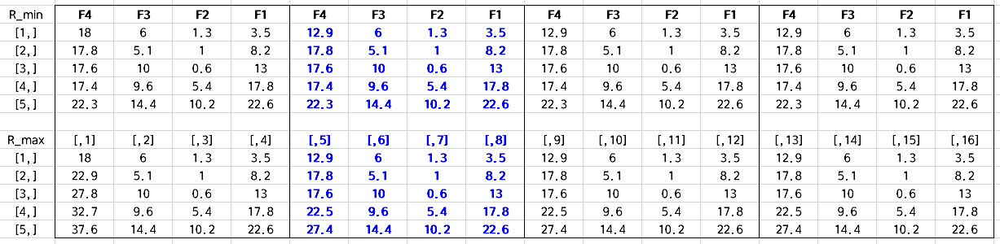 R_min F4 F3 F2 F1 F4 F3 F2 F1 F4 F3 F2 F1 F4 F3 F2 F1
[1,] 18 6 1.3 3.5 12.9 6 1.3 3.5 12.9 6 1.3 3.5 12.9 6 1.3 3.5
[2,] 17.8 5.1 1 8.2 17.8 5.1 1 8.2 17.8 5.1 1 8.2 17.8 5.1 1 8.2
[3,] 17.6 10 0.6 13 17.6 10 0.6 13 17.6 10 0.6 13 17.6 10 0.6 13
[4,] 17.4 9.6 5.4 17.8 17.4 9.6 5.4 17.8 17.4 9.6 5.4 17.8 17.4 9.6 5.4 17.8
[5,] 22.3 14.4 10.2 22.6 22.3 14.4 10.2 22.6 22.3 14.4 10.2 22.6 22.3 14.4 10.2 22.6
R_max [,1] [,2] [,3] [,4] [,5] [,6] [,7] [,8] [,9] [,10] [,11] [,12] [,13] [,14] [,15] [,16]
[1,] 18 6 1.3 3.5 12.9 6 1.3 3.5 12.9 6 1.3 3.5 12.9 6 1.3 3.5
[2,] 22.9 5.1 1 8.2 17.8 5.1 1 8.2 17.8 5.1 1 8.2 17.8 5.1 1 8.2
[3,] 27.8 10 0.6 13 17.6 10 0.6 13 17.6 10 0.6 13 17.6 10 0.6 13
[4,] 32.7 9.6 5.4 17.8 22.5 9.6 5.4 17.8 22.5 9.6 5.4 17.8 22.5 9.6 5.4 17.8
[5,] 37.6 14.4 10.2 22.6 27.4 14.4 10.2 22.6 27.4 14.4 10.2 22.6 27.4 14.4 10.2 22.6